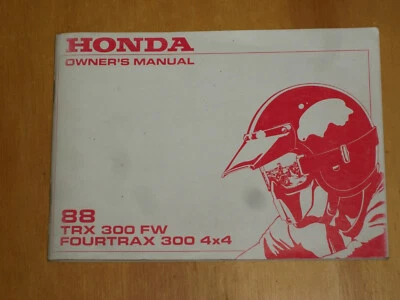 HONDA
OWNER'S MANUAL
88
TRX 300 FW
FOURTRAX 300 4x4